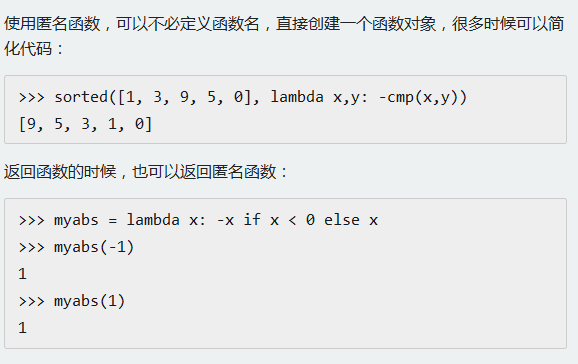 使用匿名函数，可以不必定义函数名，直接创建一个函数对象，很多时候可以简
化代码：
>>> sorted([1, 3, 9, 5, 0], lambda x,y: -cmp(x,y))
[9, 5, 3, 1, 0]
返回函数的时候，也可以返回匿名函数：
>>> myabs = lambda x: -x if x < 0 else x
>>> myabs(-1)
1
>>> myabs(1)
1